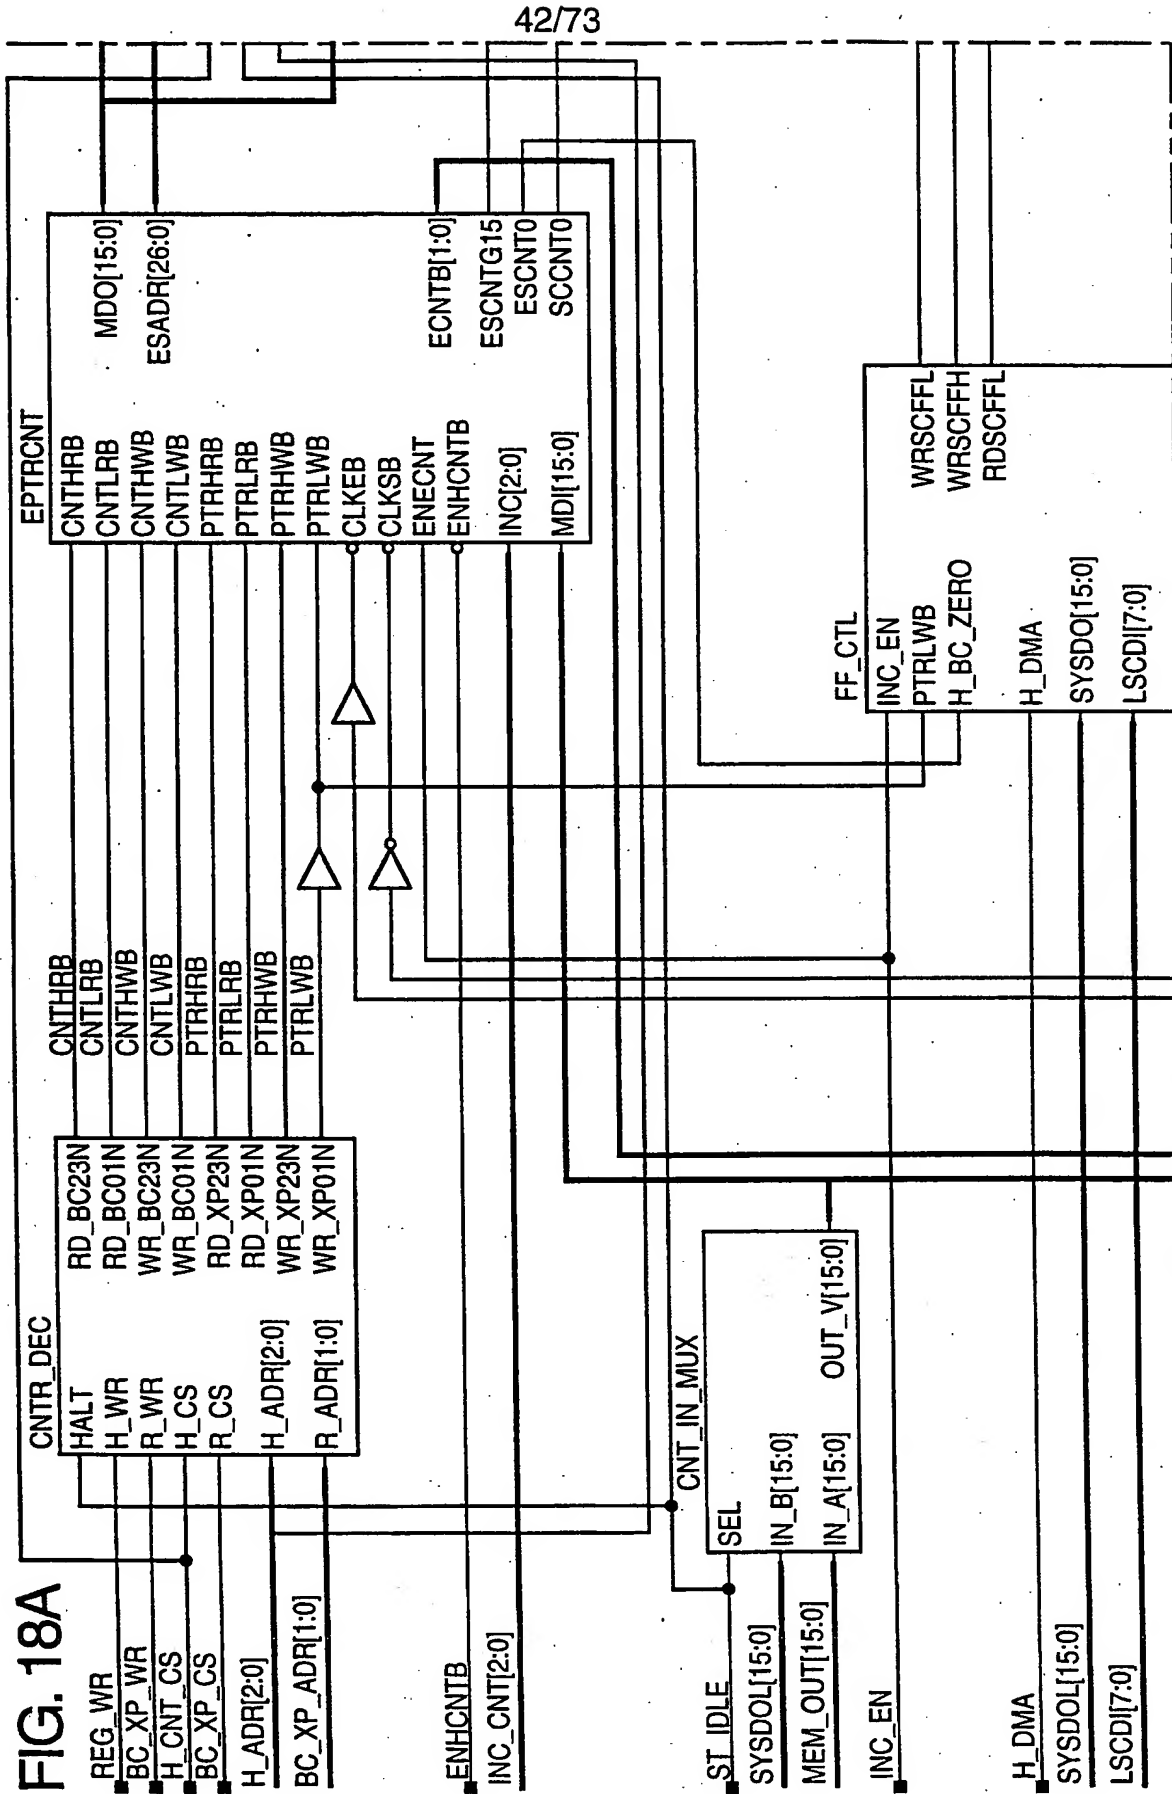 42/73
FIG. 18A
REG_WR
BC_XP_WR
H_CNT_CS
BC_XP_CS
H_ADR[2:0]
BC_XP_ADR[1:0]
ENHCNTB
INC_CNT[2:0]
ST_IDLE
SYSDOL[15:0]
MEM_OUT[15:0]
INC_EN
H_DMA
SYSDOL[15:0]
LSCDI[7:0]
CNTR_DEC
HALT
H_WR
R_WR
H_CS
R_CS
H_ADR[2:0]
R_ADR[1:0]
RD_BC23N
RD_BC01N
WR_BC23N
WR_BC01N
RD_XP23N
RD_XP01N
WR_XP23N
WR_XP01N
CNTHRB
CNTLRB
CNTHWB
CNTLWB
PTRHRB
PTRLRB
PTRHWB
PTRLWB
CNT_IN_MUX
SEL
IN_B[15:0]
IN_A[15:0]
OUT_V[15:0]
EPTRCNT
CNTHRB
CNTLRB
CNTHWB
CNTLWB
PTRHRB
PTRLRB
PTRHWB
PTRLWB
CLKEB
CLKSB
ENECNT
ENHCNTB
INC[2:0]
MDI[15:0]
MDO[15:0]
ESADR[26:0]
ECNTB[1:0]
ESCNTG15
ESCNT0
SCCNT0
FF_CTL
INC_EN
PTRLWB
H_BC_ZERO
H_DMA
SYSDO[15:0]
LSCDI[7:0]
WRSCFFL
WRSCFFH
RDSCFFL